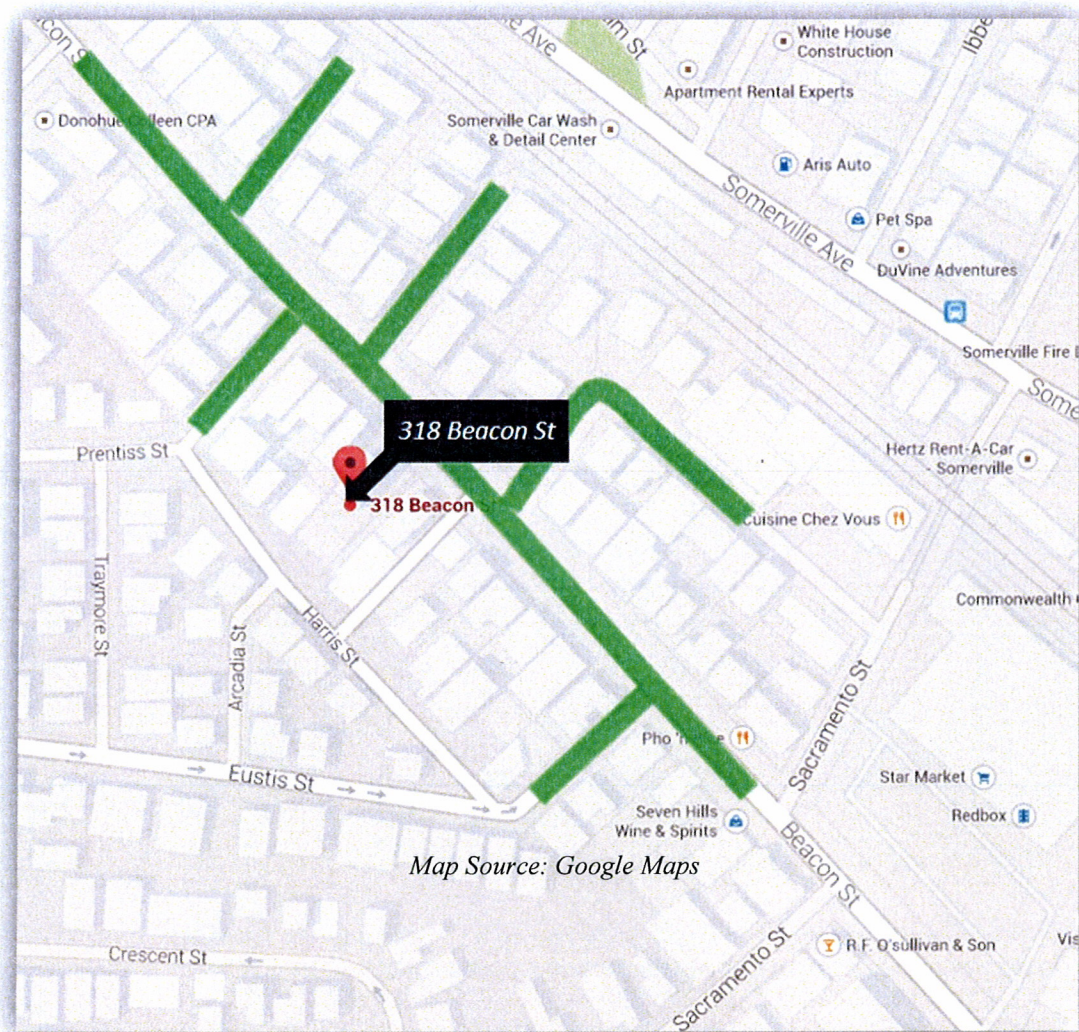 White House
Construction
Apartment Rental Experts
Donohue
CPA
Somerville Car Wash
& Detail Center
Aris Auto
Somerville Ave
Pet Spa
DuVine Adventures
Somerville Fire
318 Beacon St
Prentiss St
318 Beacon
Hertz Rent-A-Car
- Somerville
Cuisine Chez Vous
Traymore St
Commonwealth
Harris St
Arcadia St
Sacramento St
Pho
Eustis St
Star Market
Seven Hills
Wine & Spirits
Redbox
Beacon St
Map Source: Google Maps
R.F. O'sullivan & Son
Crescent St
Sacramento St